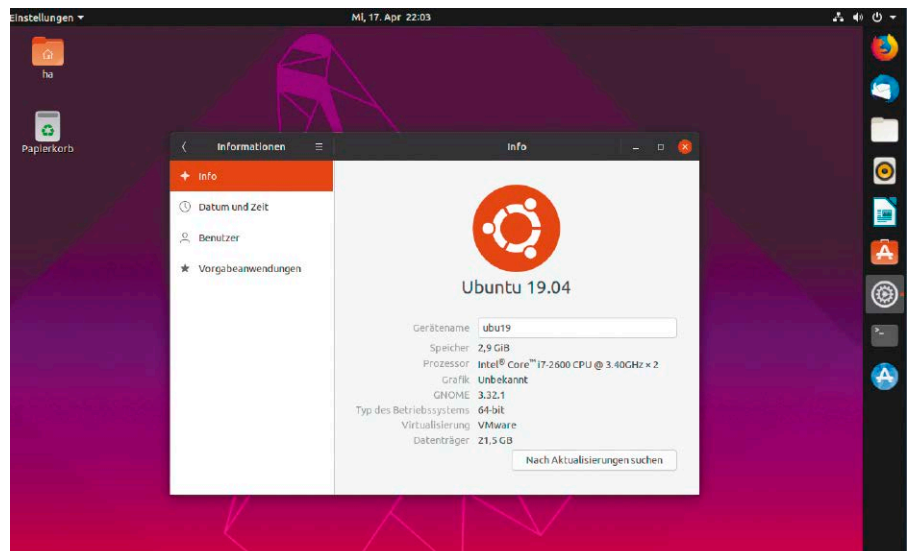 Einstellungen
Mi, 17. Apr 22:03
ha
Papierkorb
Informationen
Info
Info
Datum und Zeit
Benutzer
Vorgabeanwendungen
Ubuntu 19.04
Gerätename ubu19
Speicher 2,9 GiB
Prozessor Intel® Core™ i7-2600 CPU @ 3.40GHz × 2
Grafik Unbekannt
GNOME 3.32.1
Typ des Betriebssystems 64-bit
Virtualisierung VMware
Datenträger 21,5 GB
Nach Aktualisierungen suchen